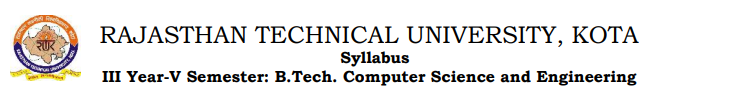 RAJASTHAN TECHNICAL UNIVERSITY, KOTA
Syllabus
III Year-V Semester: B.Tech. Computer Science and Engineering